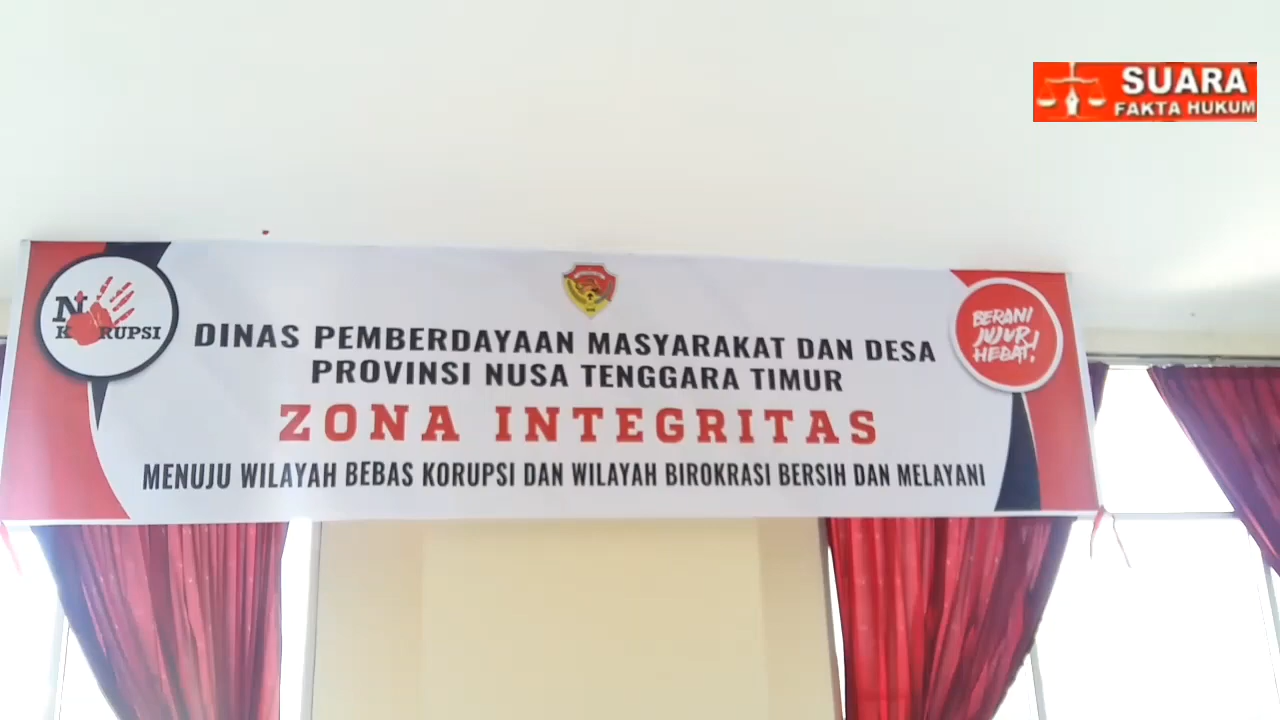 SUARA
FAKTA HUKUM
NO
KORUPSI
BERANI
JUJUR
HEBAT!
DINAS PEMBERDAYAAN MASYARAKAT DAN DESA
PROVINSI NUSA TENGGARA TIMUR
ZONA INTEGRITAS
MENUJU WILAYAH BEBAS KORUPSI DAN WILAYAH BIROKRASI BERSIH DAN MELAYANI